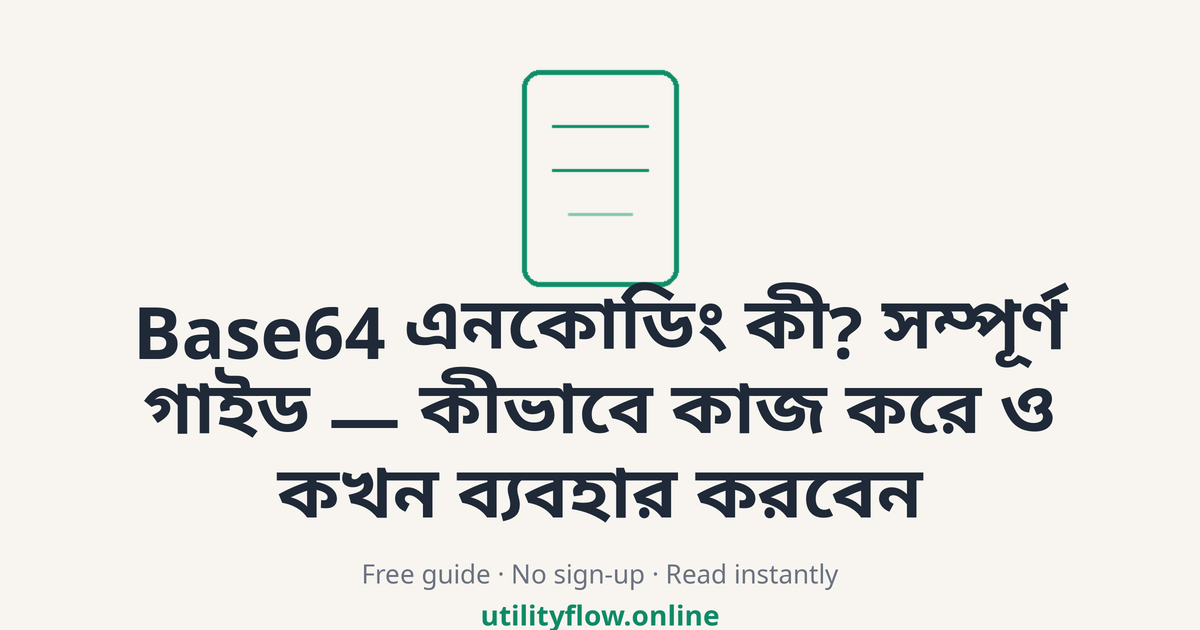 Base64 এনকোডিং কী? সম্পূর্ণ
গাইড — কীভাবে কাজ করে ও
কখন ব্যবহার করবেন
Free guide · No sign-up · Read instantly
utilityflow.online